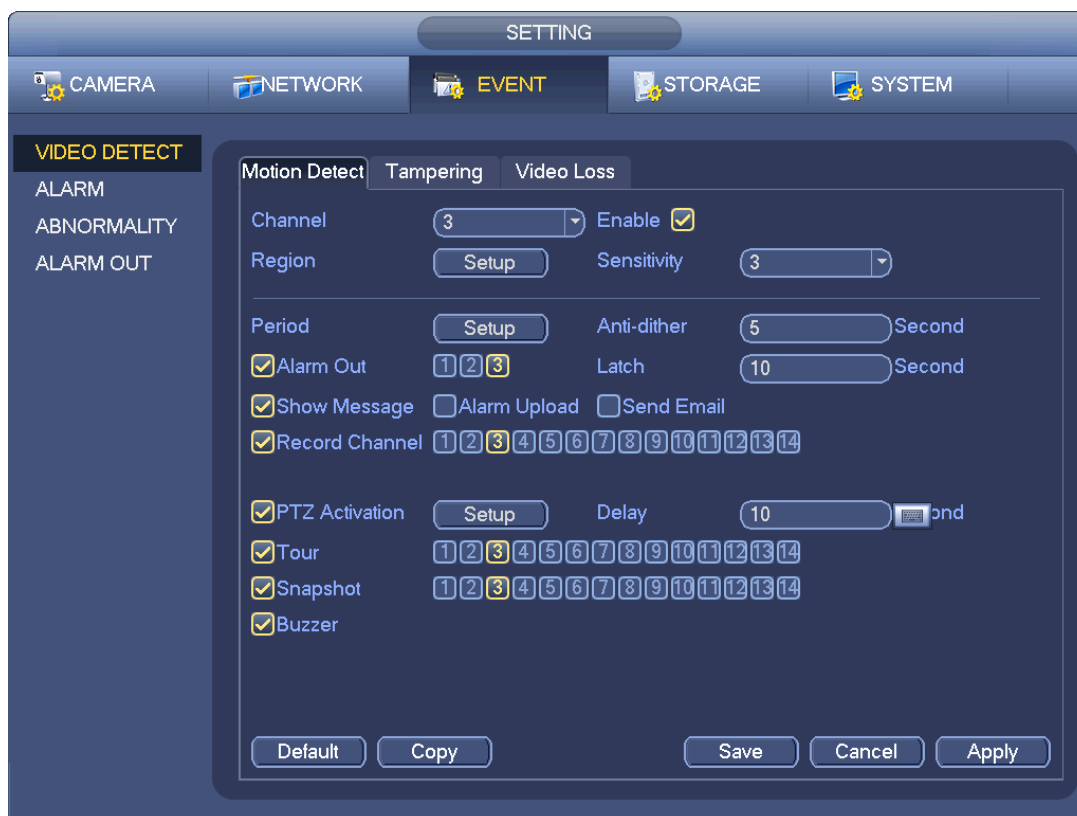 SETTING
CAMERA NETWORK EVENT STORAGE SYSTEM
VIDEO DETECT
ALARM
ABNORMALITY
ALARM OUT
Motion Detect Tampering Video Loss
Channel 3 Enable
Region Setup Sensitivity 3
Period Setup Anti-dither 5 Second
Alarm Out 1 2 3 Latch 10 Second
Show Message Alarm Upload Send Email
Record Channel 1 2 3 4 5 6 7 8 9 10 11 12 13 14
PTZ Activation Setup Delay 10
Tour 1 2 3 4 5 6 7 8 9 10 11 12 13 14
Snapshot 1 2 3 4 5 6 7 8 9 10 11 12 13 14
Buzzer
Default Copy Save Cancel Apply